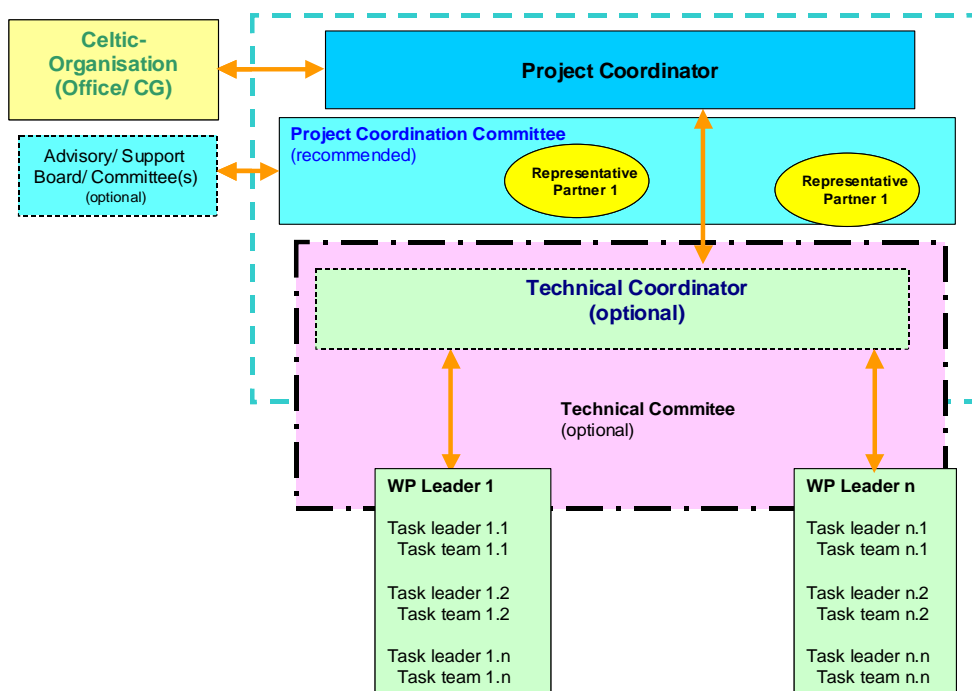 Celtic-
Organisation
(Office/ CG)
Project Coordinator
Project Coordination Committee
(recommended)
Advisory/ Support
Board/ Committee(s)
(optional)
Representative
Partner 1
Representative
Partner 1
Technical Coordinator
(optional)
Technical Commitee
(optional)
WP Leader 1
Task leader 1.1
Task team 1.1
Task leader 1.2
Task team 1.2
Task leader 1.n
Task team 1.n
WP Leader n
Task leader n.1
Task team n.1
Task leader n.2
Task team n.2
Task leader n.n
Task team n.n